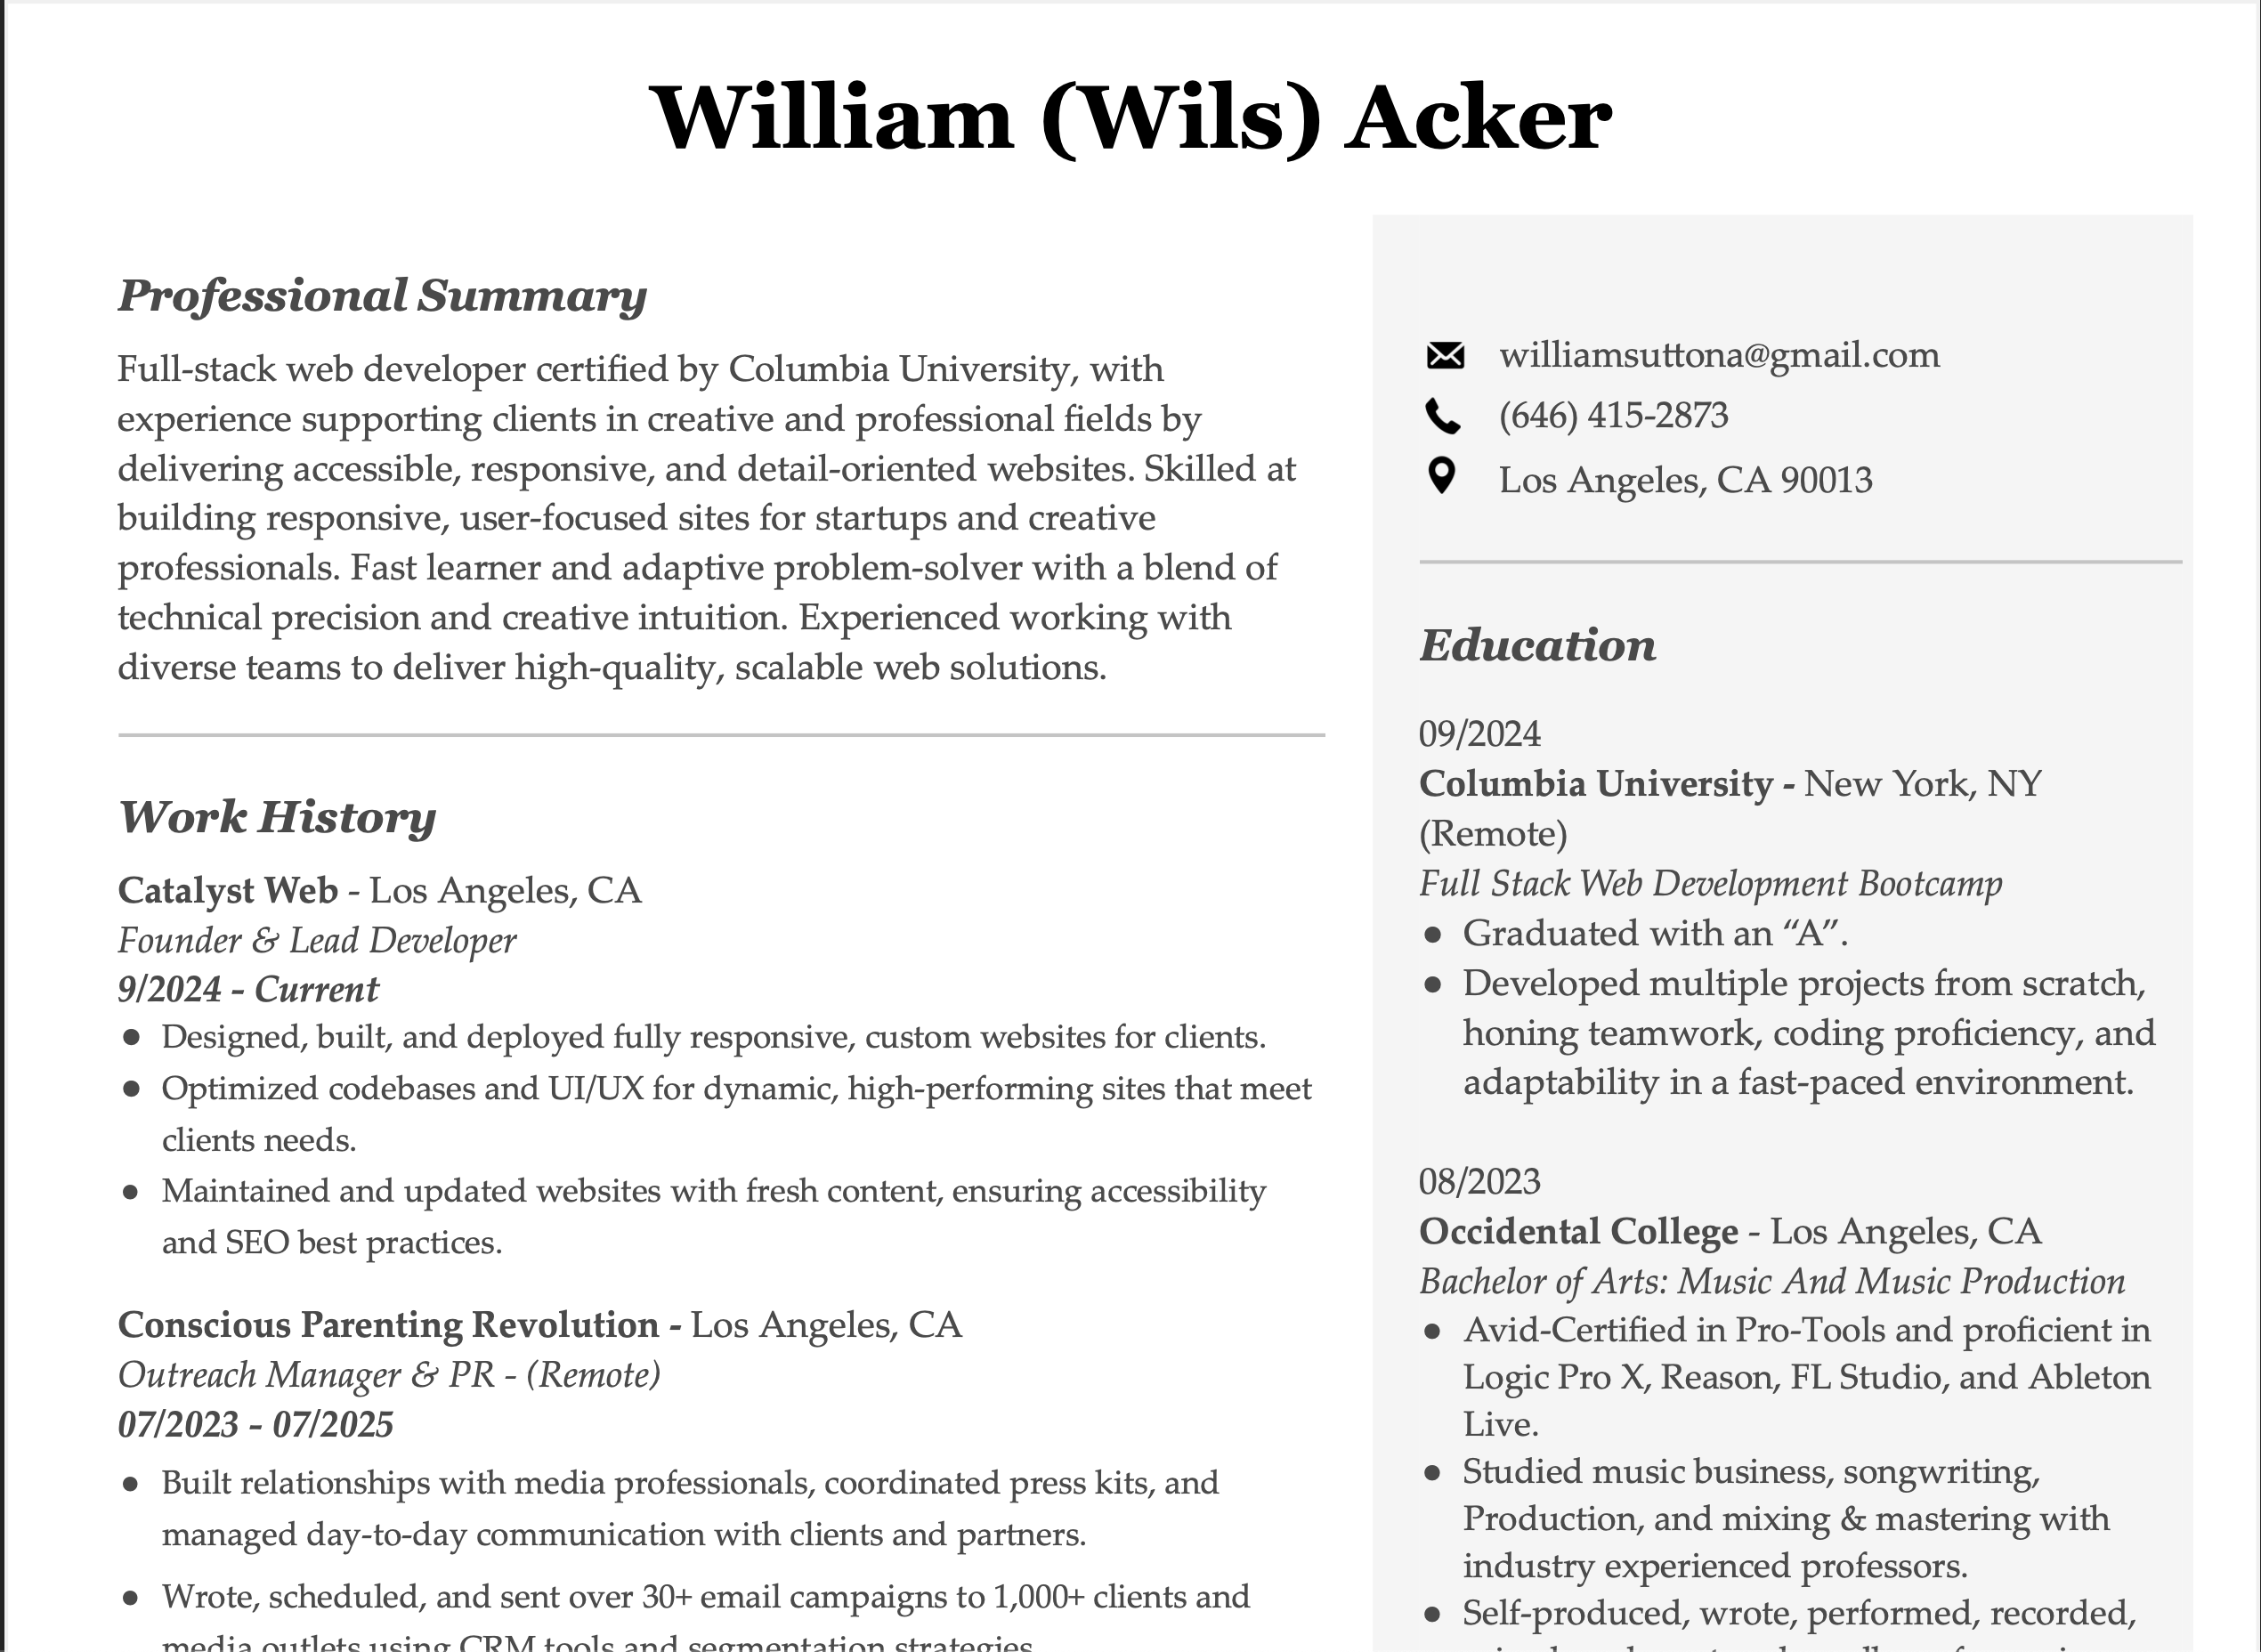 William (Wils) Acker
Professional Summary
Full-stack web developer certified by Columbia University, with
experience supporting clients in creative and professional fields by
delivering accessible, responsive, and detail-oriented websites. Skilled at
building responsive, user-focused sites for startups and creative
professionals. Fast learner and adaptive problem-solver with a blend of
technical precision and creative intuition. Experienced working with
diverse teams to deliver high-quality, scalable web solutions.
Work History
Catalyst Web - Los Angeles, CA
Founder & Lead Developer
9/2024 - Current
● Designed, built, and deployed fully responsive, custom websites for clients.
● Optimized codebases and UI/UX for dynamic, high-performing sites that meet
clients needs.
● Maintained and updated websites with fresh content, ensuring accessibility
and SEO best practices.
Conscious Parenting Revolution - Los Angeles, CA
Outreach Manager & PR - (Remote)
07/2023 - 07/2025
● Built relationships with media professionals, coordinated press kits, and
managed day-to-day communication with clients and partners.
● Wrote, scheduled, and sent over 30+ email campaigns to 1,000+ clients and
media outlets using CRM tools and segmentation strategies
williamsuttona@gmail.com
(646) 415-2873
Los Angeles, CA 90013
Education
09/2024
Columbia University - New York, NY
(Remote)
Full Stack Web Development Bootcamp
● Graduated with an “A”.
● Developed multiple projects from scratch,
honing teamwork, coding proficiency, and
adaptability in a fast-paced environment.
08/2023
Occidental College - Los Angeles, CA
Bachelor of Arts: Music And Music Production
● Avid-Certified in Pro-Tools and proficient in
Logic Pro X, Reason, FL Studio, and Ableton
Live.
● Studied music business, songwriting,
Production, and mixing & mastering with
industry experienced professors.
● Self-produced, wrote, performed, recorded,